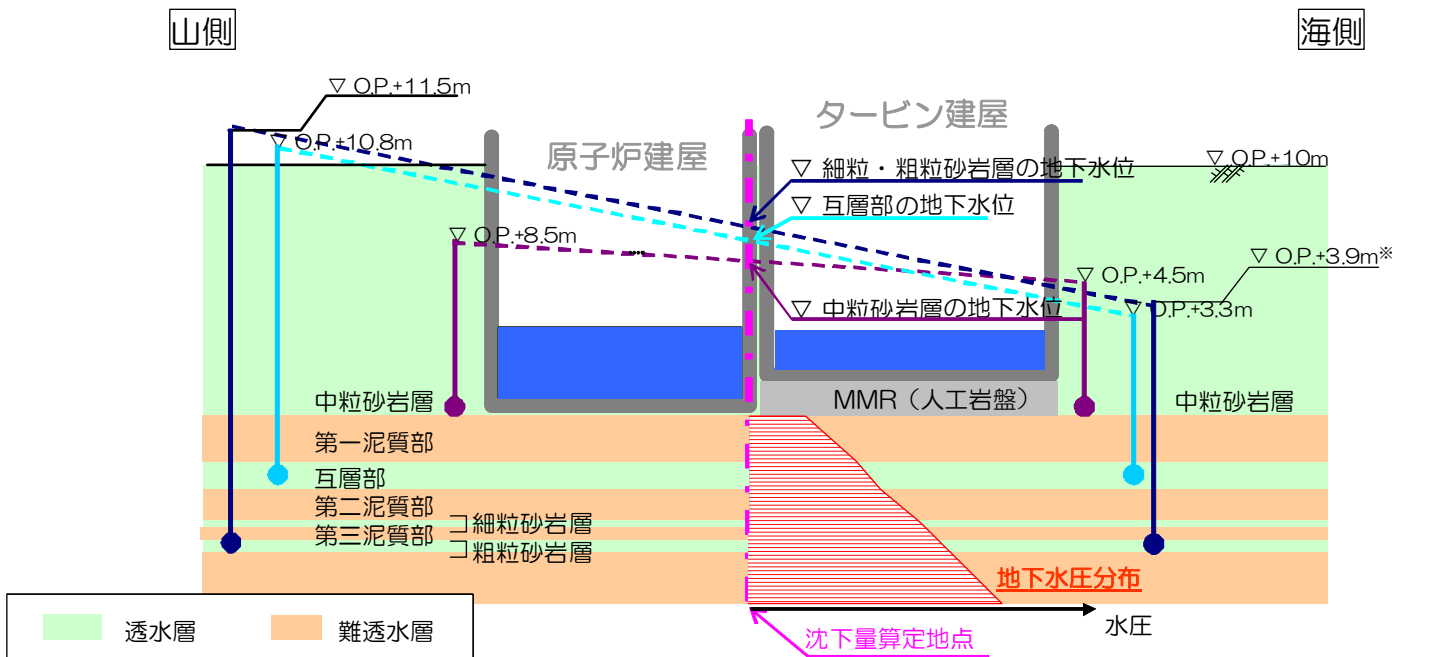 山側
海側
▽ O.P.+11.5m
▽ O.P.+10.8m
原子炉建屋
タービン建屋
▽ 細粒・粗粒砂岩層の地下水位
▽ O.P.+10m
▽ 互層部の地下水位
▽ O.P.+8.5m
▽ O.P.+3.9m※
▽ O.P.+4.5m
▽ 中粒砂岩層の地下水位
▽ O.P.+3.3m
中粒砂岩層
MMR（人工岩盤）
中粒砂岩層
第一泥質部
互層部
第二泥質部
細粒砂岩層
第三泥質部
粗粒砂岩層
地下水圧分布
水圧
透水層
難透水層
沈下量算定地点